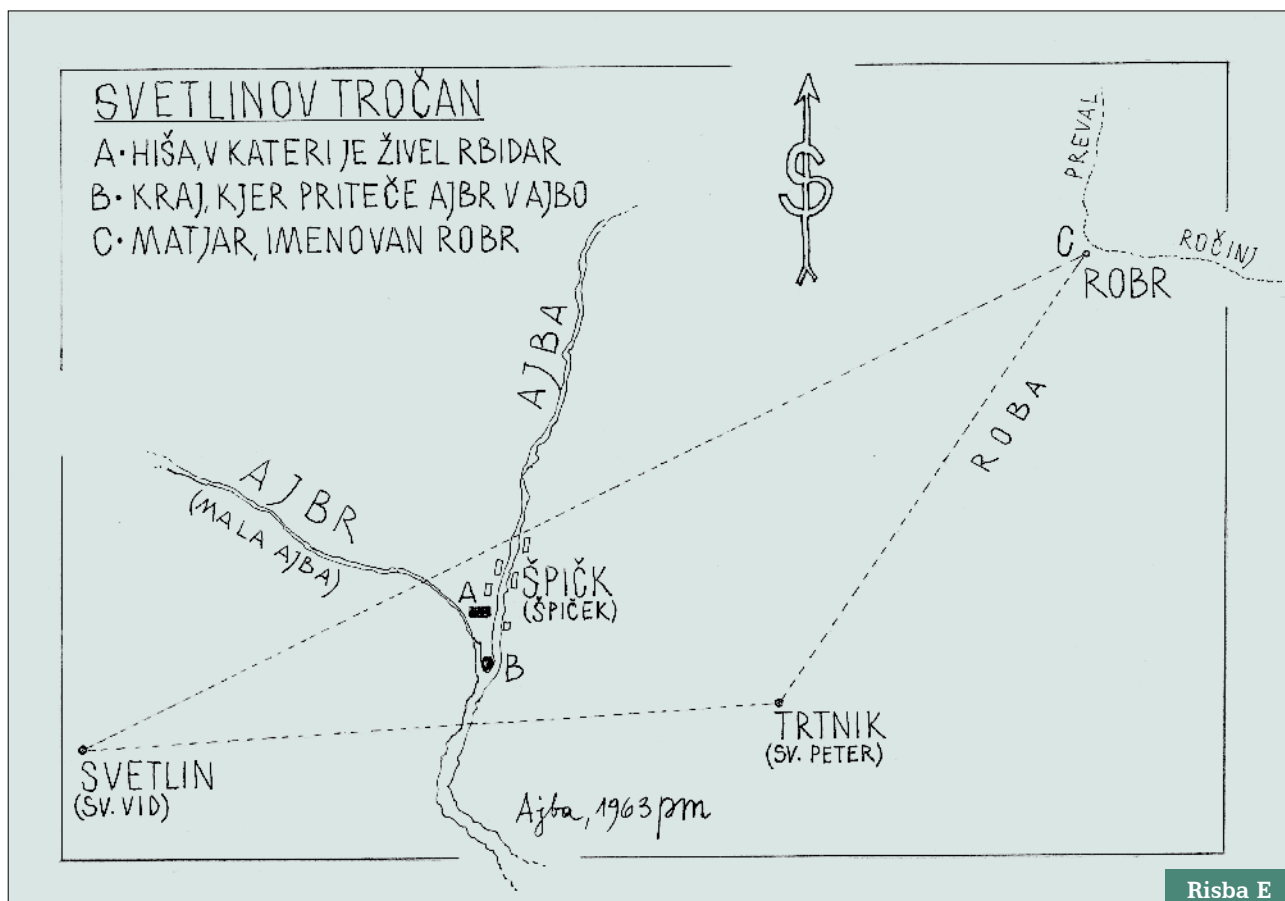 SVETLINOV TROČAN
A· HIŠA, V KATERI JE ŽIVEL RBIDAR
B· KRAJ, KJER PRITEČE AJBR V AJBO
C· MATJAR, IMENOVAN ROBR
S
PREVAL
C
ROČINJ
ROBR
AJBA
ROBA
AJBR
(MALA AJBA)
A
ŠPIČK
(ŠPIČEK)
B
TRTNIK
(SV. PETER)
SVETLIN
(SV. VID)
Ajba, 1963 pm
Risba E